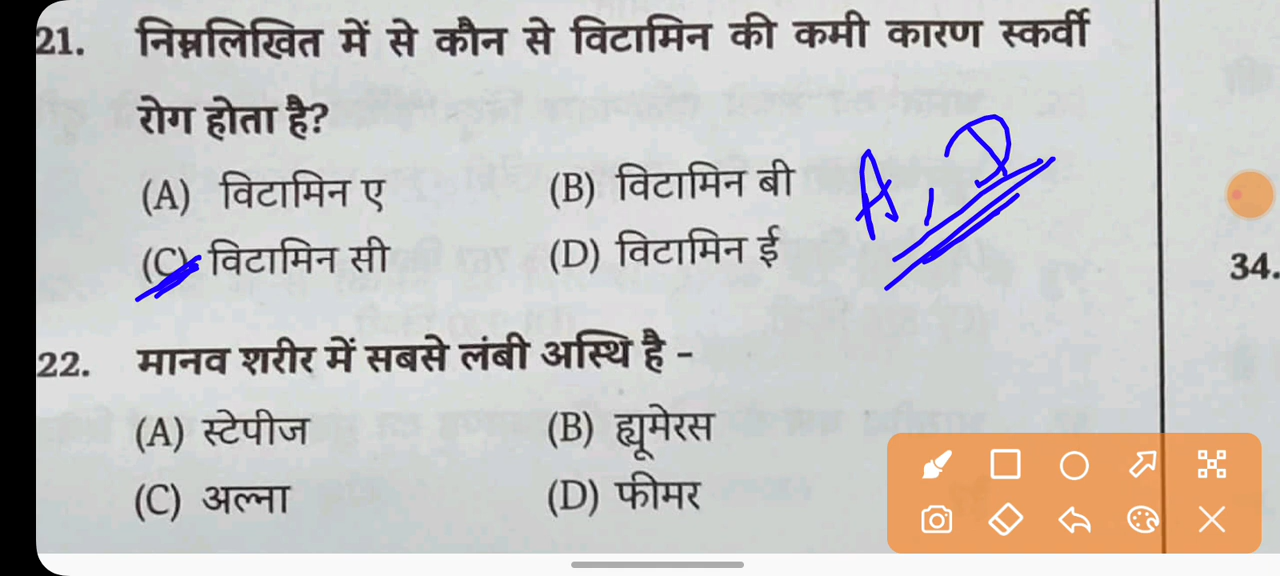 21. निम्नलिखित में से कौन से विटामिन की कमी कारण स्कर्वी
रोग होता है?
(A) विटामिन ए (B) विटामिन बी
(C) विटामिन सी (D) विटामिन ई
A, D
34.
22. मानव शरीर में सबसे लंबी अस्थि है -
(A) स्टेपीज (B) ह्यूमेरस
(C) अल्ना (D) फीमर